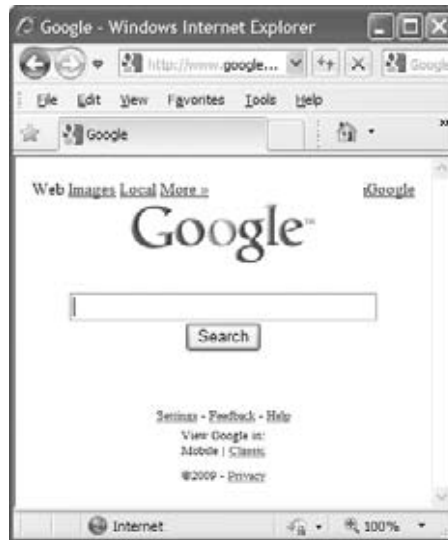 Google - Windows Internet Explorer
http://www.google... Google
File Edit View Favorites Tools Help
Google »
Web Images Local More » iGoogle
Google™
Search
Settings - Feedback - Help
View Google in:
Mobile | Classic
©2009 - Privacy
Internet 100%